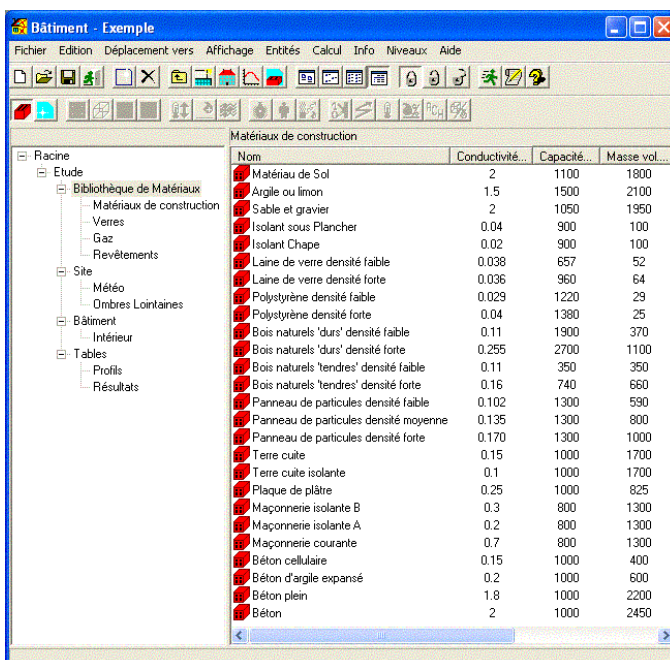 Bâtiment - Exemple
Fichier Edition Déplacement vers Affichage Entités Calcul Info Niveaux Aide
Matériaux de construction
Racine
Etude
Bibliothèque de Matériaux
Matériaux de construction
Verres
Gaz
Revêtements
Site
Météo
Ombres Lointaines
Bâtiment
Intérieur
Tables
Profils
Résultats
Nom Conductivité... Capacité... Masse vol....
Matériau de Sol 2 1100 1800
Argile ou limon 1.5 1500 2100
Sable et gravier 2 1050 1950
Isolant sous Plancher 0.04 900 100
Isolant Chape 0.02 900 100
Laine de verre densité faible 0.038 657 52
Laine de verre densité forte 0.036 960 64
Polystyrène densité faible 0.029 1220 29
Polystyrène densité forte 0.04 1380 25
Bois naturels 'durs' densité faible 0.11 1900 370
Bois naturels 'durs' densité forte 0.255 2700 1100
Bois naturels 'tendres' densité faible 0.11 350 350
Bois naturels 'tendres' densité forte 0.16 740 660
Panneau de particules densité faible 0.102 1300 590
Panneau de particules densité moyenne 0.135 1300 800
Panneau de particules densité forte 0.170 1300 1000
Terre cuite 0.15 1000 1700
Terre cuite isolante 0.1 1000 1700
Plaque de plâtre 0.25 1000 825
Maçonnerie isolante B 0.3 800 1300
Maçonnerie isolante A 0.2 800 1300
Maçonnerie courante 0.7 800 1300
Béton cellulaire 0.15 1000 400
Béton d'argile expansé 0.2 1000 600
Béton plein 1.8 1000 2200
Béton 2 1000 2450